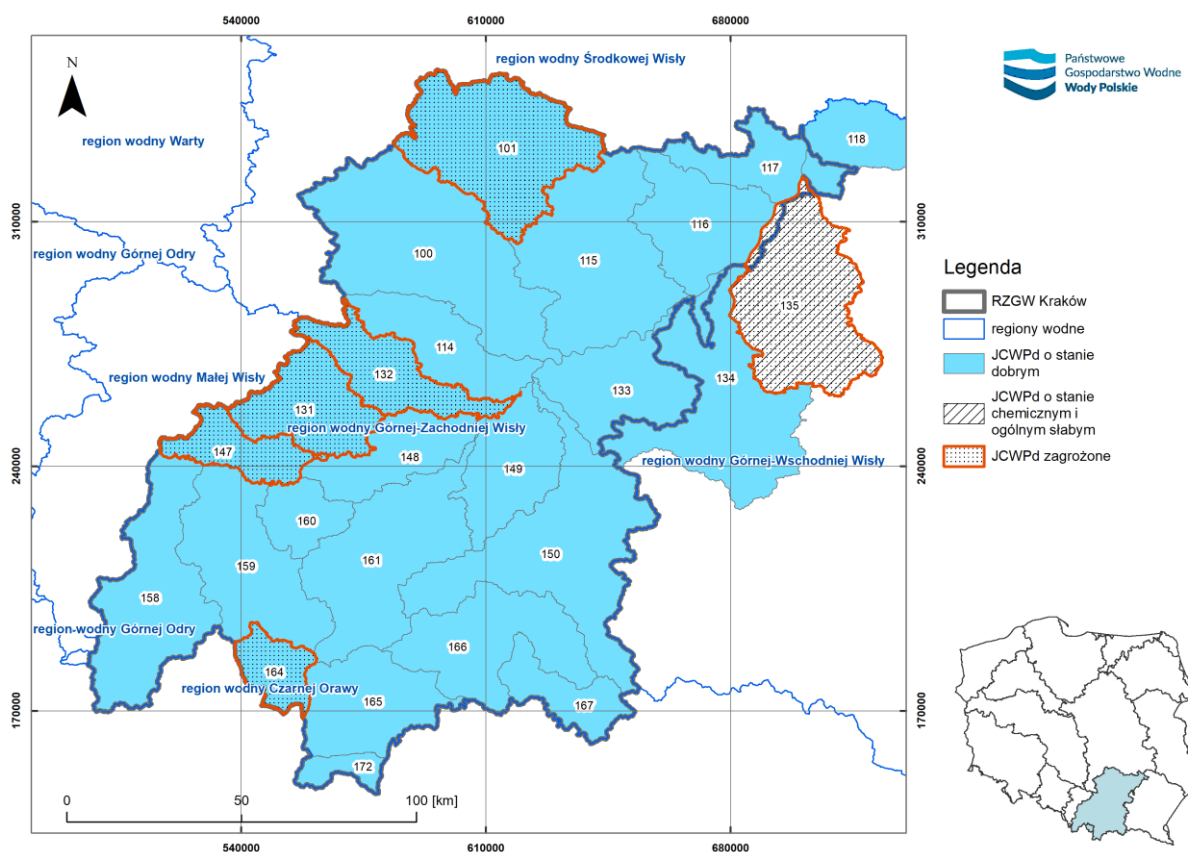 540000
610000
680000
region wodny Środkowej Wisły
N
Państwowe
Gospodarstwo Wodne
Wody Polskie
region wodny Warty
101
118
117
310000
116
310000
region wodny Górnej Odry
100
115
Legenda
RZGW Kraków
135
regiony wodne
114
JCWPd o stanie
dobrym
region wodny Małej Wisły
132
133
134
131
JCWPd o stanie
chemicznym i
ogólnym słabym
region wodny Górnej-Zachodniej Wisły
147
148
149
region wodny Górnej-Wschodniej Wisły
JCWPd zagrożone
240000
240000
160
161
150
159
158
region wodny Górnej Odry
166
164
region wodny Czarnej Orawy
165
167
170000
170000
172
0
50
100 [km]
540000
610000
680000